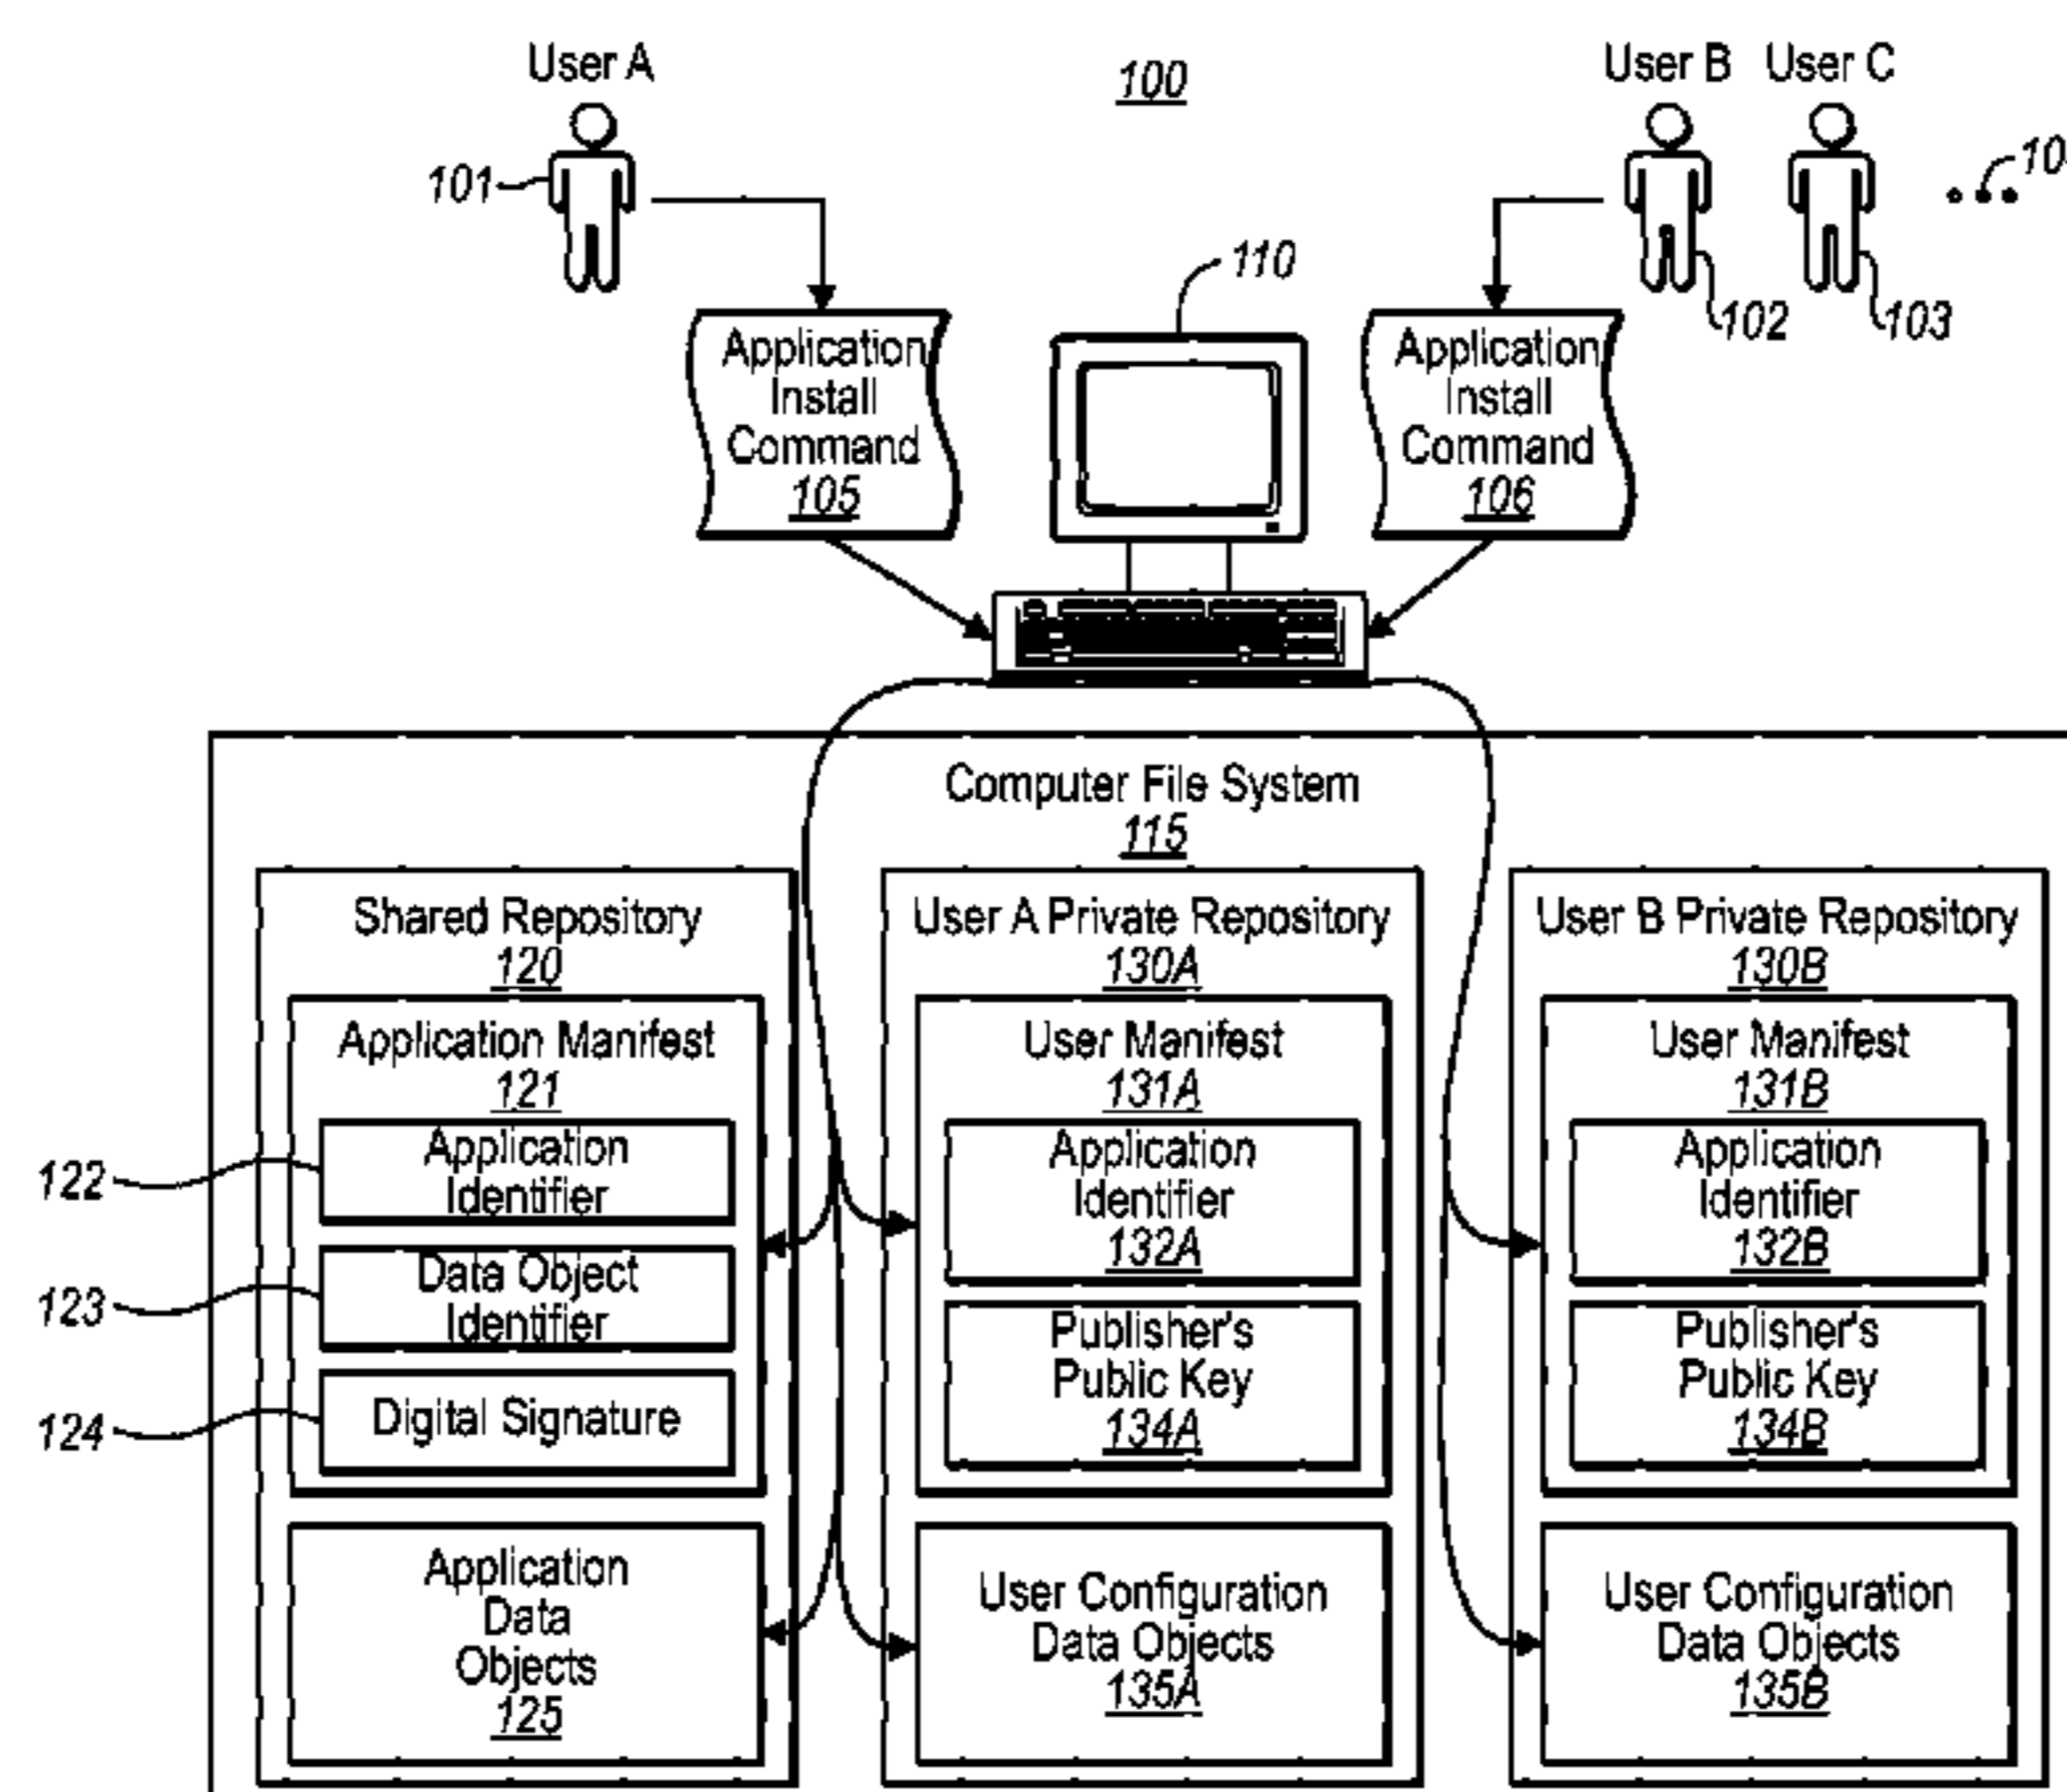 User A
100
User B User C
101
10
110
102
103
Application
Install
Command
105
Application
Install
Command
106
Computer File System
115
Shared Repository
120
Application Manifest
121
122
Application
Identifier
123
Data Object
Identifier
124
Digital Signature
Application
Data
Objects
125
User A Private Repository
130A
User Manifest
131A
Application
Identifier
132A
Publisher's
Public Key
134A
User Configuration
Data Objects
135A
User B Private Repository
130B
User Manifest
131B
Application
Identifier
132B
Publisher's
Public Key
134B
User Configuration
Data Objects
135B